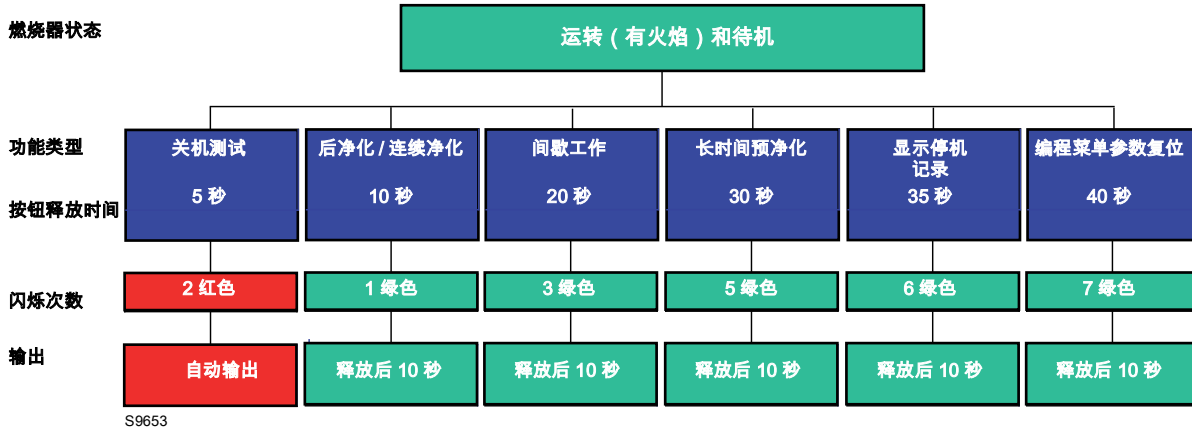 燃烧器状态
运转（有火焰）和待机
功能类型
关机测试
后净化 / 连续净化
间歇工作
长时间预净化
显示停机
记录
编程菜单参数复位
按钮释放时间
5 秒
10 秒
20 秒
30 秒
35 秒
40 秒
闪烁次数
2 红色
1 绿色
3 绿色
5 绿色
6 绿色
7 绿色
输出
自动输出
释放后 10 秒
释放后 10 秒
释放后 10 秒
释放后 10 秒
释放后 10 秒
S9653